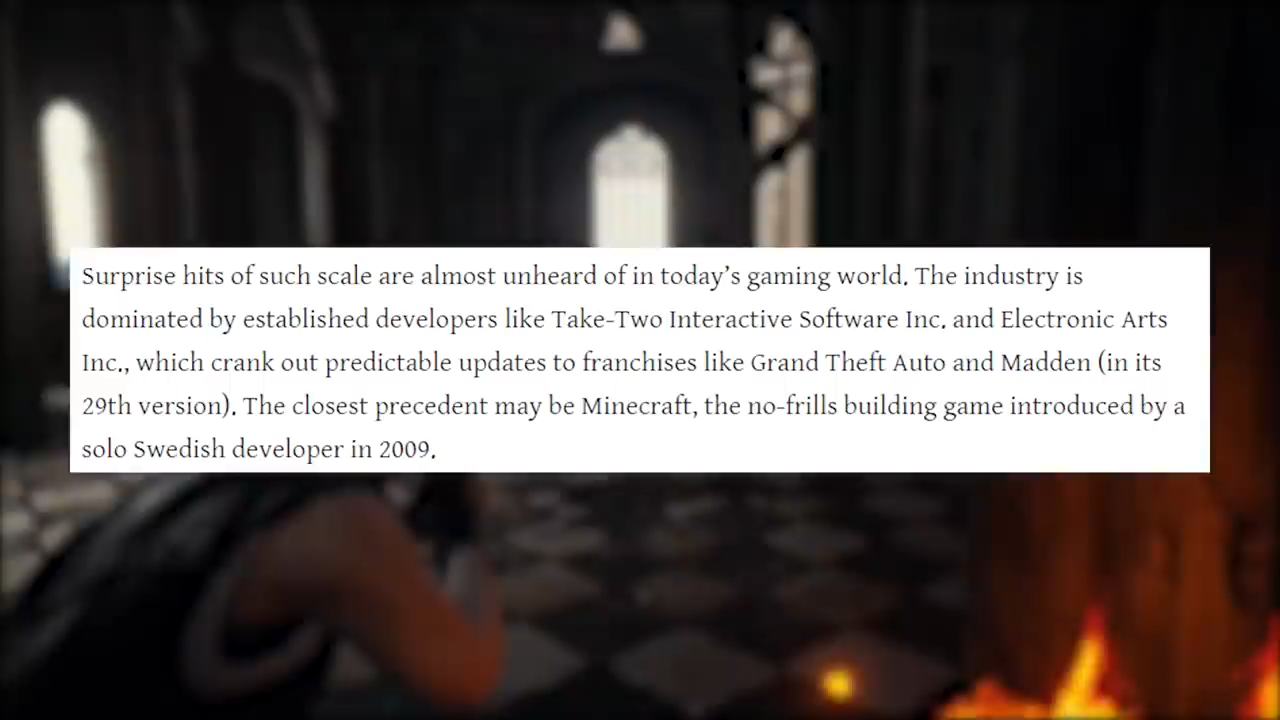 Surprise hits of such scale are almost unheard of in today's gaming world. The industry is
dominated by established developers like Take-Two Interactive Software Inc. and Electronic Arts
Inc., which crank out predictable updates to franchises like Grand Theft Auto and Madden (in its
29th version). The closest precedent may be Minecraft, the no-frills building game introduced by a
solo Swedish developer in 2009.